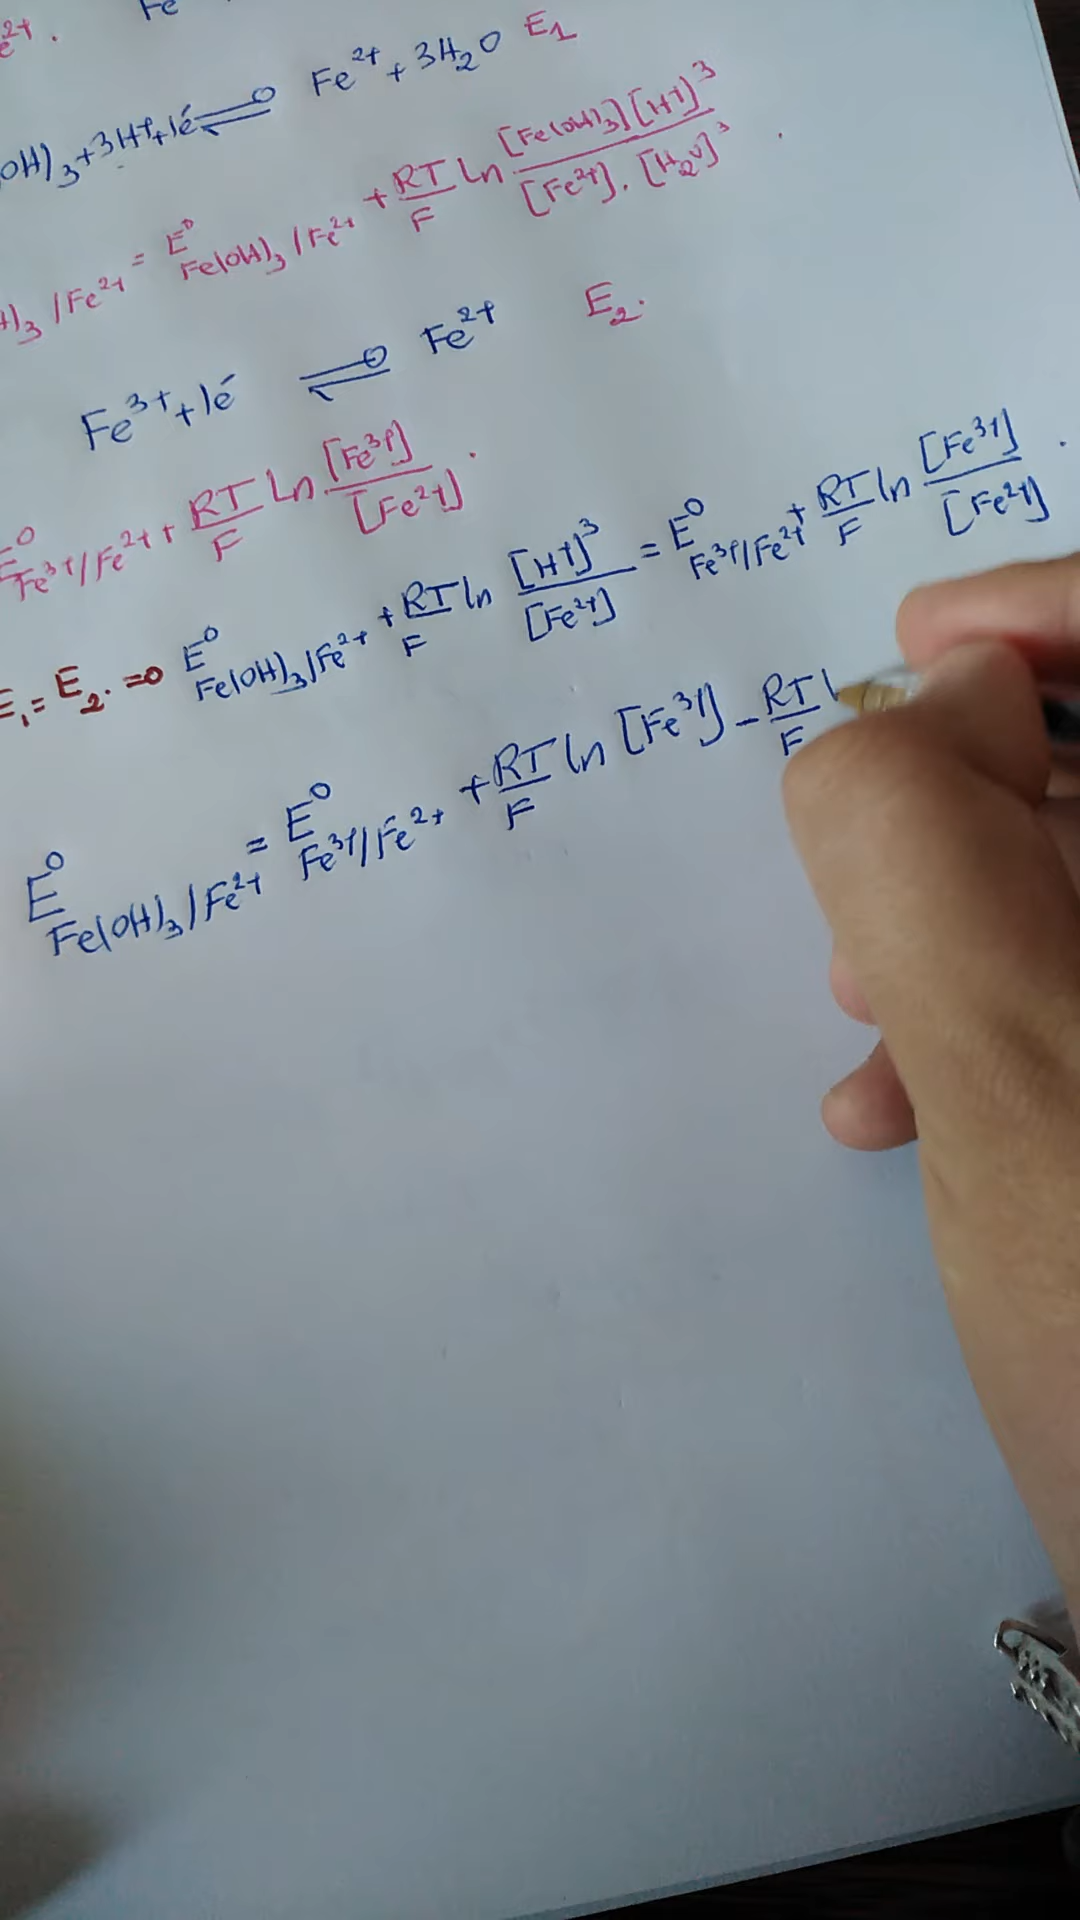 e²⁺. Fe
OH)₃+3H⁺+1é ⇌ Fe²⁺+3H₂O E1
)₃/Fe²⁺ = E⁰ Fe(OH)₃/Fe²⁺ + RT/F Ln [Fe(OH)₃][H⁺]³/[Fe²⁺].[H₂O]³ .
Fe³⁺+1é ⇌ Fe²⁺ E₂.
E⁰ Fe³⁺/Fe²⁺ + RT/F Ln [Fe³⁺]/[Fe²⁺] .
E₁=E₂. ⇒ E⁰ Fe(OH)₃/Fe²⁺ + RT/F ln [H⁺]³/[Fe²⁺] = E⁰ Fe³⁺/Fe²⁺ + RT/F ln [Fe³⁺]/[Fe²⁺] .
E⁰ Fe(OH)₃/Fe²⁺ = E⁰ Fe³⁺/Fe²⁺ + RT/F ln [Fe³⁺] - RT/F l